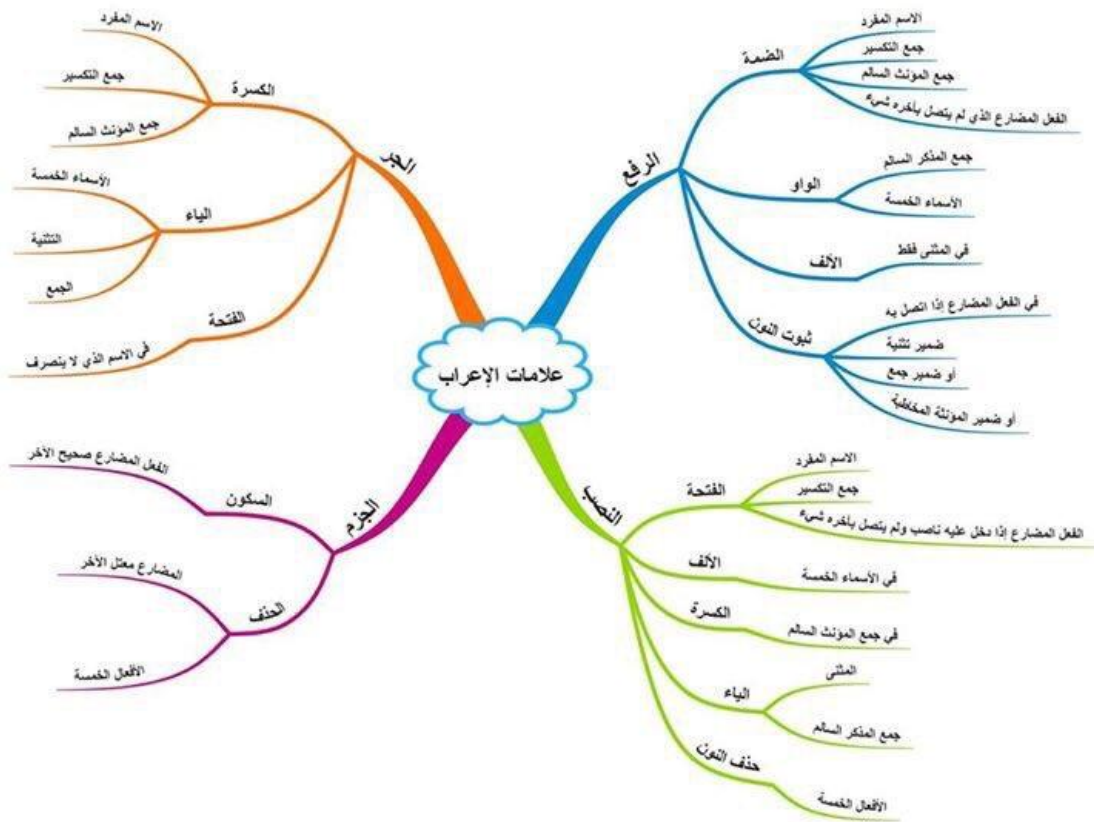 علامات الإعراب
الرفع
الضمة
الاسم المفرد
جمع التكسير
جمع المؤنث السالم
الفعل المضارع الذي لم يتصل بآخره شيء
الواو
جمع المذكر السالم
الأسماء الخمسة
الألف
في المثنى فقط
ثبوت النون
في الفعل المضارع إذا اتصل به
ضمير تثنية
أو ضمير جمع
أو ضمير المؤنثة المخاطبة
النصب
الفتحة
الاسم المفرد
جمع التكسير
الفعل المضارع إذا دخل عليه ناصب ولم يتصل بآخره شيء
الألف
في الأسماء الخمسة
الكسرة
في جمع المؤنث السالم
الياء
المثنى
جمع المذكر السالم
حذف النون
الأفعال الخمسة
الجر
الكسرة
الاسم المفرد
جمع التكسير
جمع المؤنث السالم
الياء
الأسماء الخمسة
التثنية
الجمع
الفتحة
في الاسم الذي لا ينصرف
الجزم
السكون
الفعل المضارع صحيح الآخر
الحذف
المضارع معتل الآخر
الأفعال الخمسة